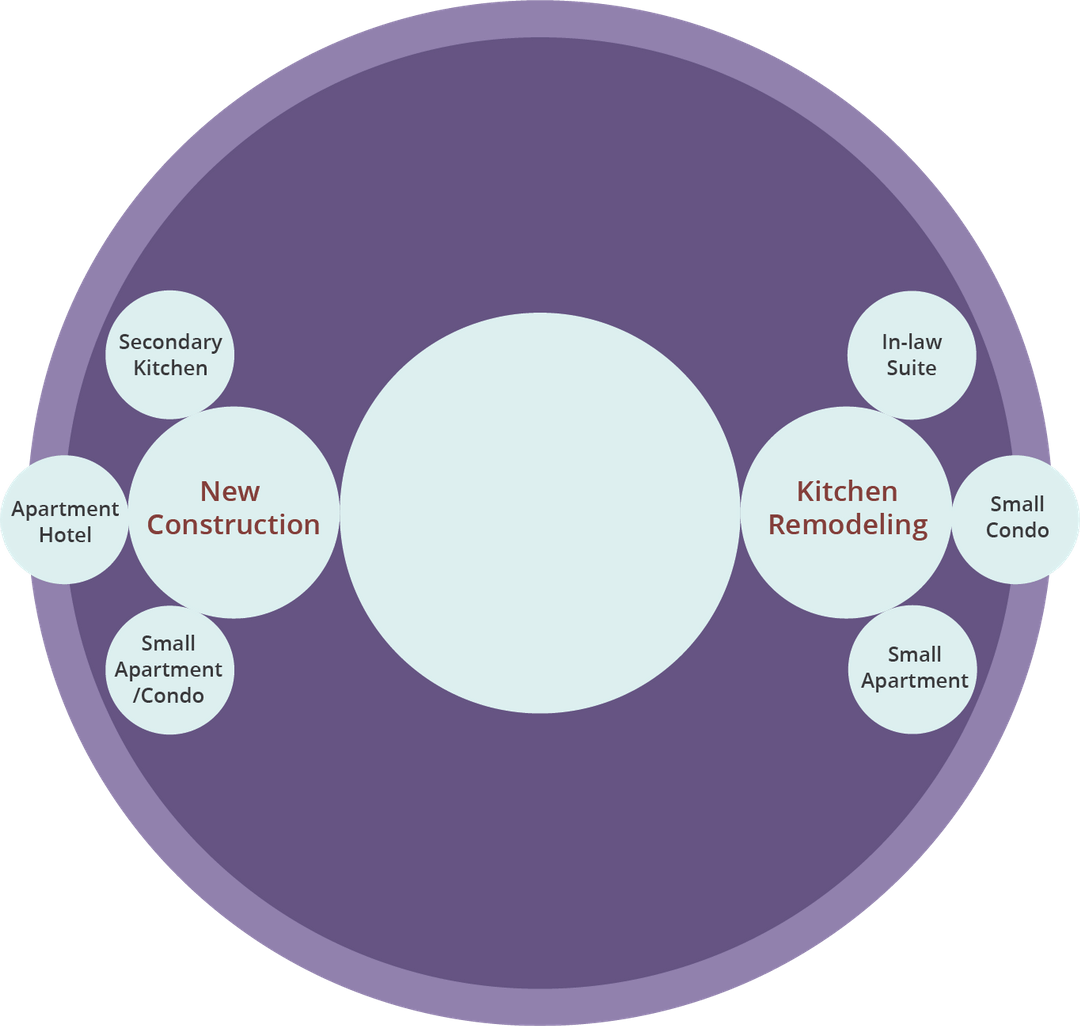 Secondary
Kitchen
Apartment
Hotel
New
Construction
Small
Apartment
/Condo
In-law
Suite
Kitchen
Remodeling
Small
Condo
Small
Apartment